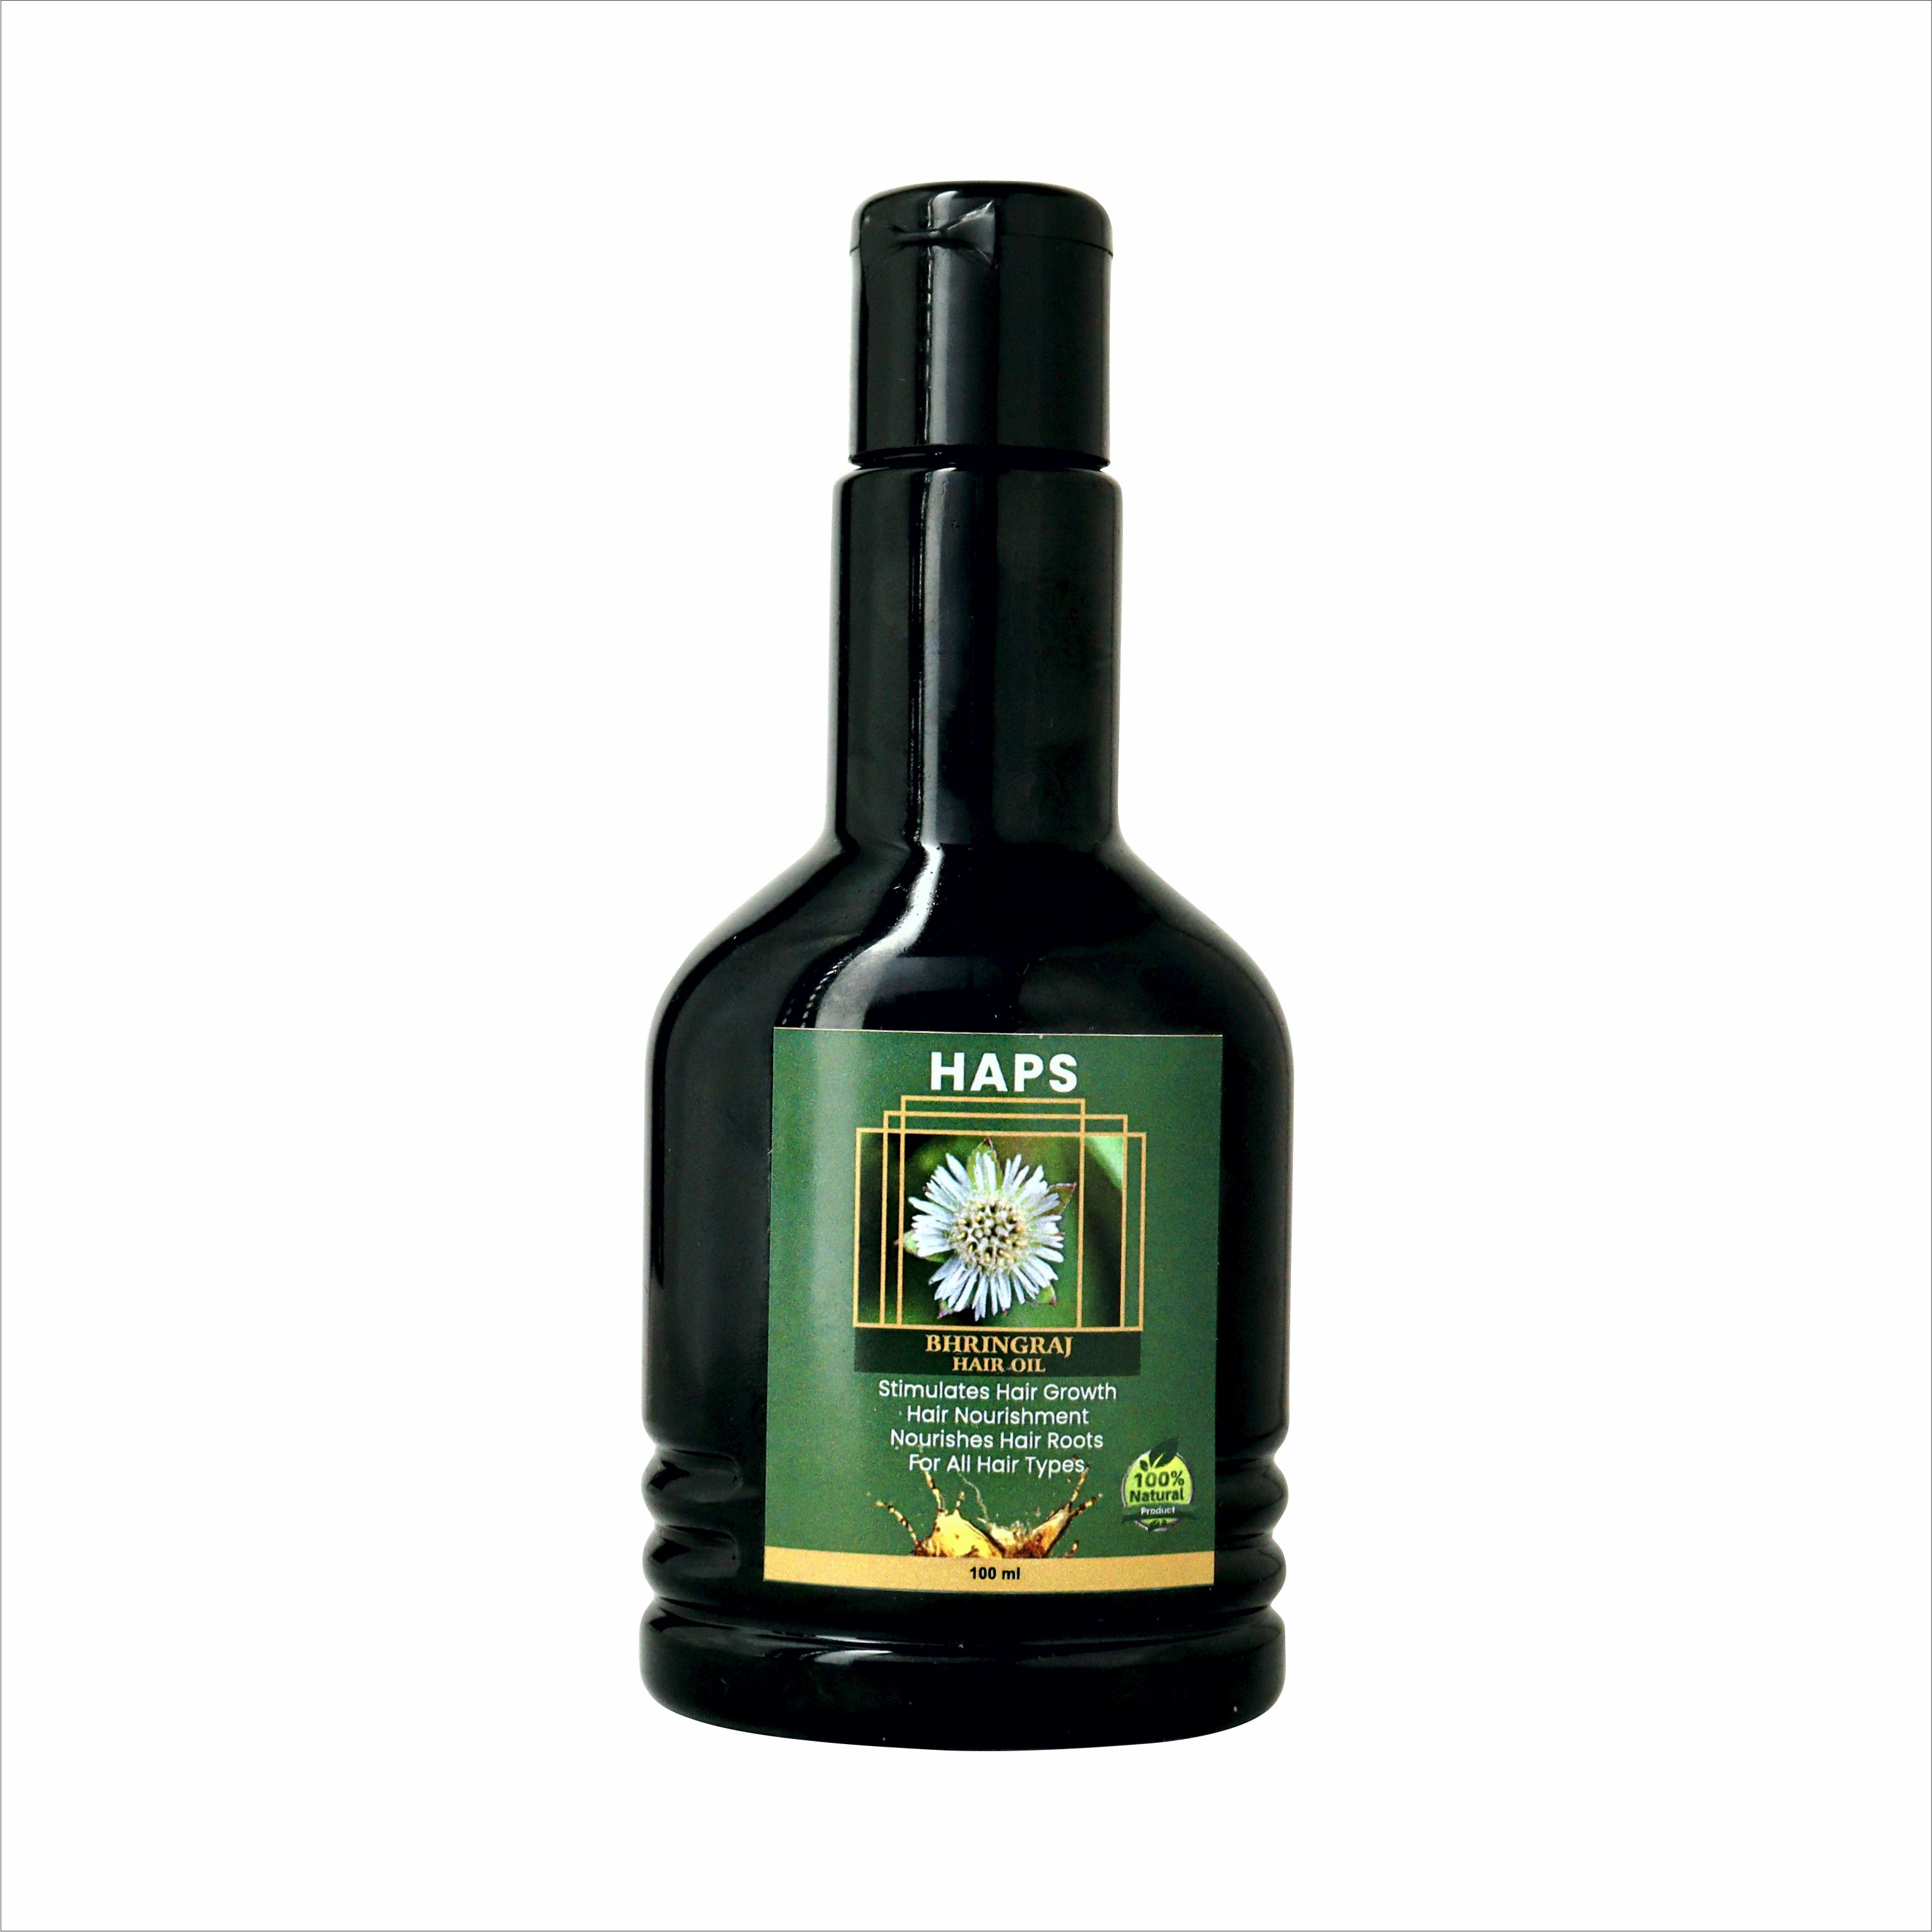 HAPS
BHRINGRAJ
HAIR OIL
Stimulates Hair Growth
Hair Nourishment
Nourishes Hair Roots
For All Hair Types
100%
Natural
Product
100 ml